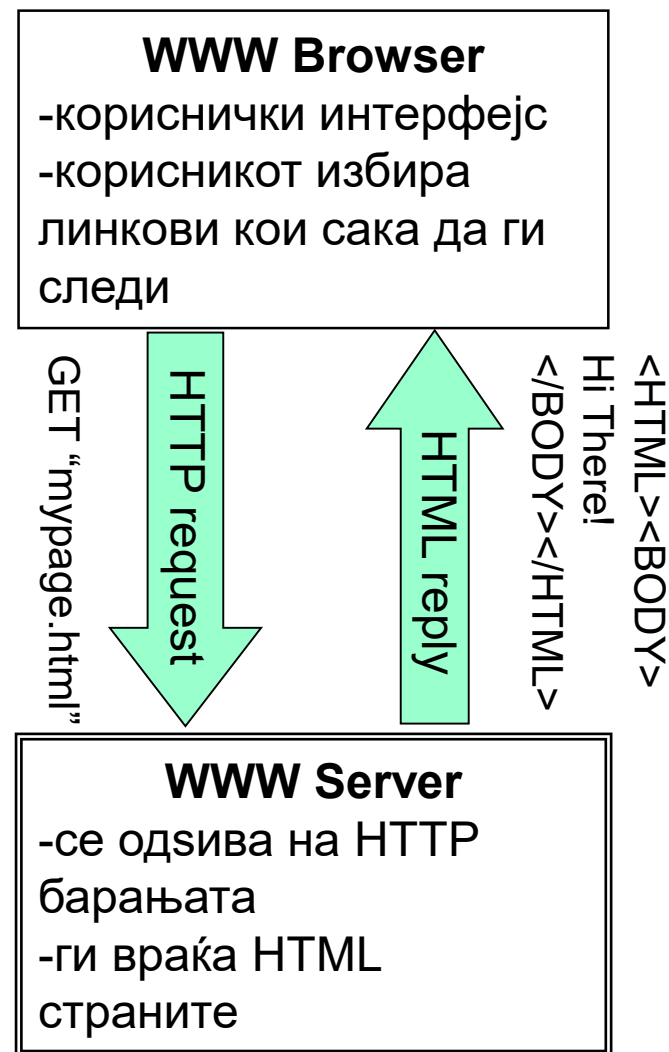 WWW Browser
-кориснички интерфејс
-корисникот избира
линкови кои сака да ги
следи
GET “mypage.html”
HTTP request
HTML reply
<HTML><BODY>
Hi There!
</BODY></HTML>
WWW Server
-се одѕива на HTTP
барањата
-ги враќа HTML
страните